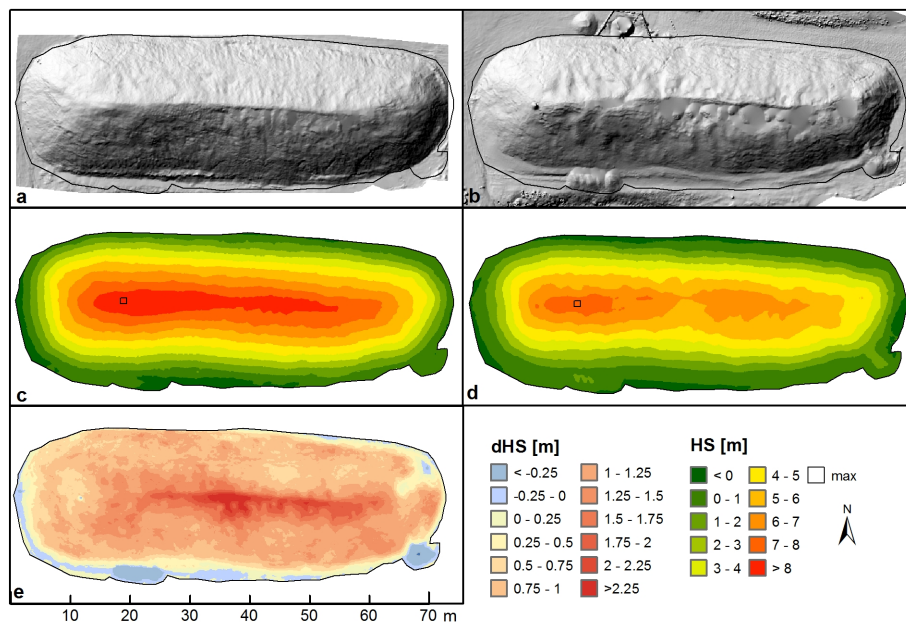 a
b
c
d
e
dHS [m]
HS [m]
< -0.25
1 - 1.25
< 0
4 - 5
max
-0.25 - 0
1.25 - 1.5
0 - 1
5 - 6
0 - 0.25
1.5 - 1.75
1 - 2
6 - 7
N
0.25 - 0.5
1.75 - 2
2 - 3
7 - 8
0.5 - 0.75
2 - 2.25
3 - 4
> 8
0.75 - 1
>2.25
10 20 30 40 50 60 70 m